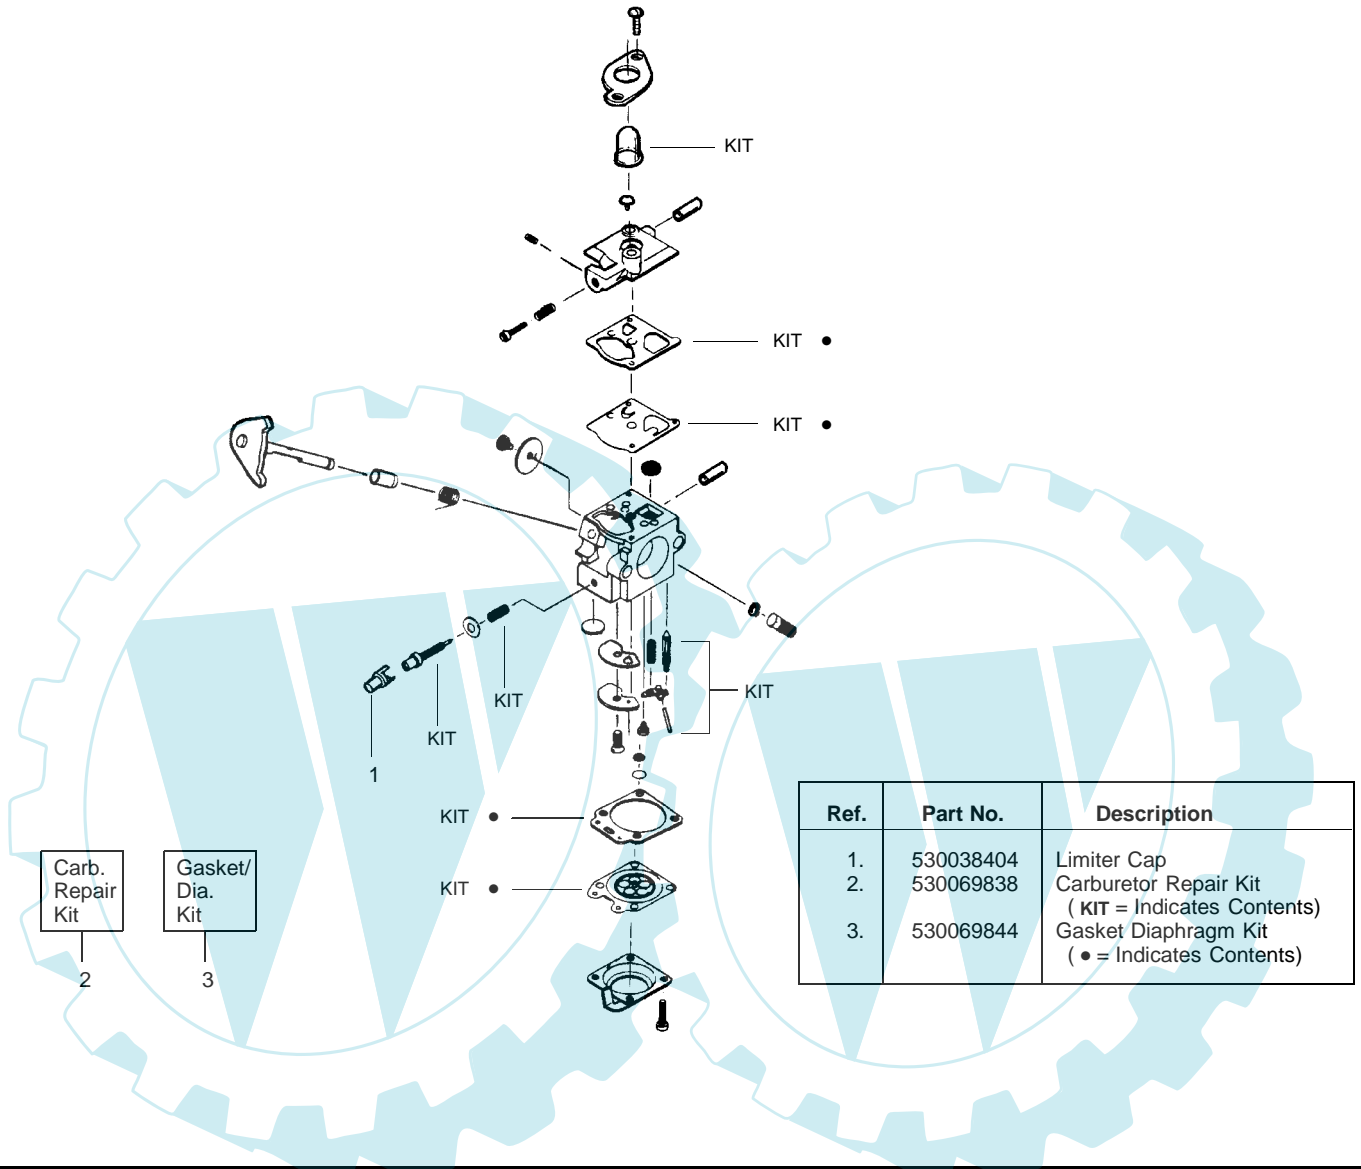 KIT
KIT ●
KIT ●
KIT
KIT
KIT
1
KIT ●
KIT ●
Carb.
Repair
Kit
2
Gasket/
Dia.
Kit
3
Ref. Part No. Description
1. 530038404 Limiter Cap
2. 530069838 Carburetor Repair Kit
( KIT = Indicates Contents)
3. 530069844 Gasket Diaphragm Kit
( ● = Indicates Contents)